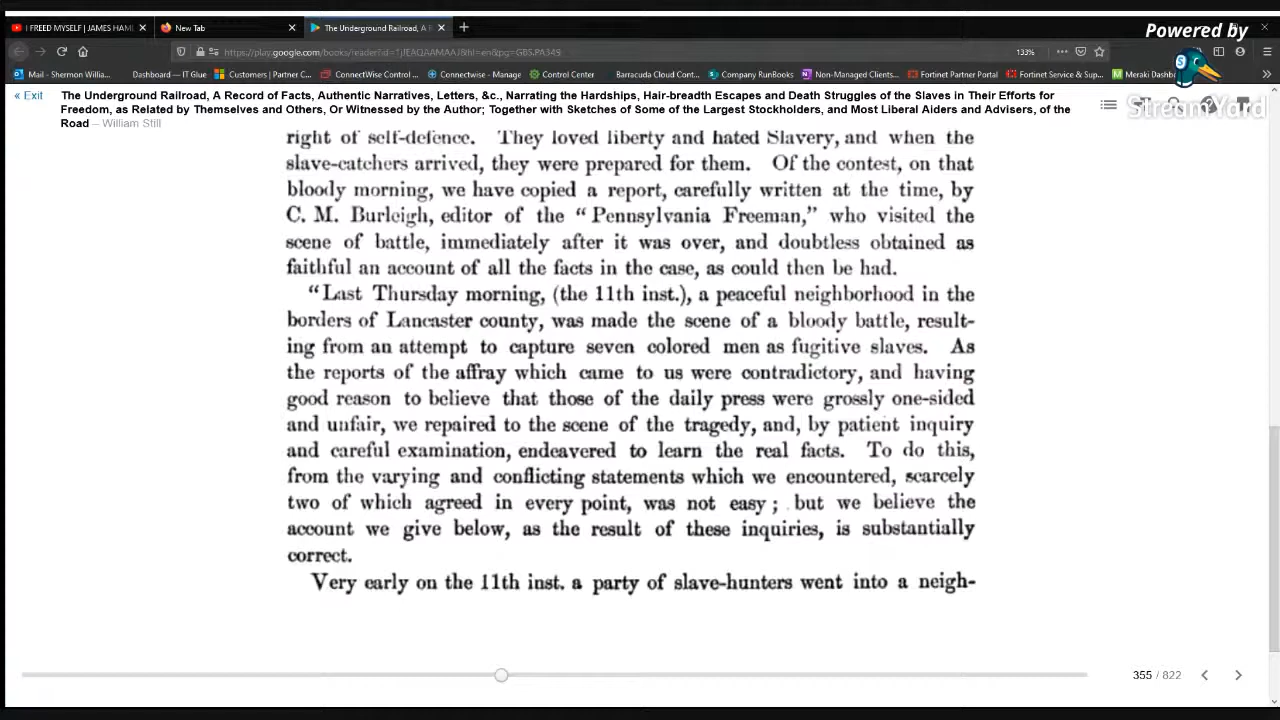 I FREED MYSELF | JAMES HAM
New Tab
The Underground Railroad, A R
Powered by
133%
Mail - Shermon Willia...
Dashboard — IT Glue
Customers | Partner C...
ConnectWise Control ...
Connectwise - Manage
Control Center
Barracuda Cloud Cont...
Company RunBooks
Non-Managed Clients...
Fortinet Partner Portal
Fortinet Service & Sup...
Meraki Dashb
StreamYard
Exit
The Underground Railroad, A Record of Facts, Authentic Narratives, Letters, &c., Narrating the Hardships, Hair-breadth Escapes and Death Struggles of the Slaves in Their Efforts for
Freedom, as Related by Themselves and Others, Or Witnessed by the Author; Together with Sketches of Some of the Largest Stockholders, and Most Liberal Aiders and Advisers, of the
Road – William Still
right of self-defence. They loved liberty and hated Slavery, and when the
slave-catchers arrived, they were prepared for them. Of the contest, on that
bloody morning, we have copied a report, carefully written at the time, by
C. M. Burleigh, editor of the “Pennsylvania Freeman,” who visited the
scene of battle, immediately after it was over, and doubtless obtained as
faithful an account of all the facts in the case, as could then be had.
“Last Thursday morning, (the 11th inst.), a peaceful neighborhood in the
borders of Lancaster county, was made the scene of a bloody battle, result-
ing from an attempt to capture seven colored men as fugitive slaves. As
the reports of the affray which came to us were contradictory, and having
good reason to believe that those of the daily press were grossly one-sided
and unfair, we repaired to the scene of the tragedy, and, by patient inquiry
and careful examination, endeavered to learn the real facts. To do this,
from the varying and conflicting statements which we encountered, scarcely
two of which agreed in every point, was not easy; but we believe the
account we give below, as the result of these inquiries, is substantially
correct.
Very early on the 11th inst. a party of slave-hunters went into a neigh-
355 / 822